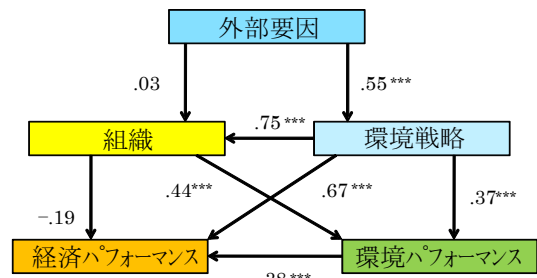 外部要因
.03
.55***
組織
.75***
環境戦略
-.19
.44***
.67***
.37***
経済パフォーマンス
環境パフォーマンス
.28***